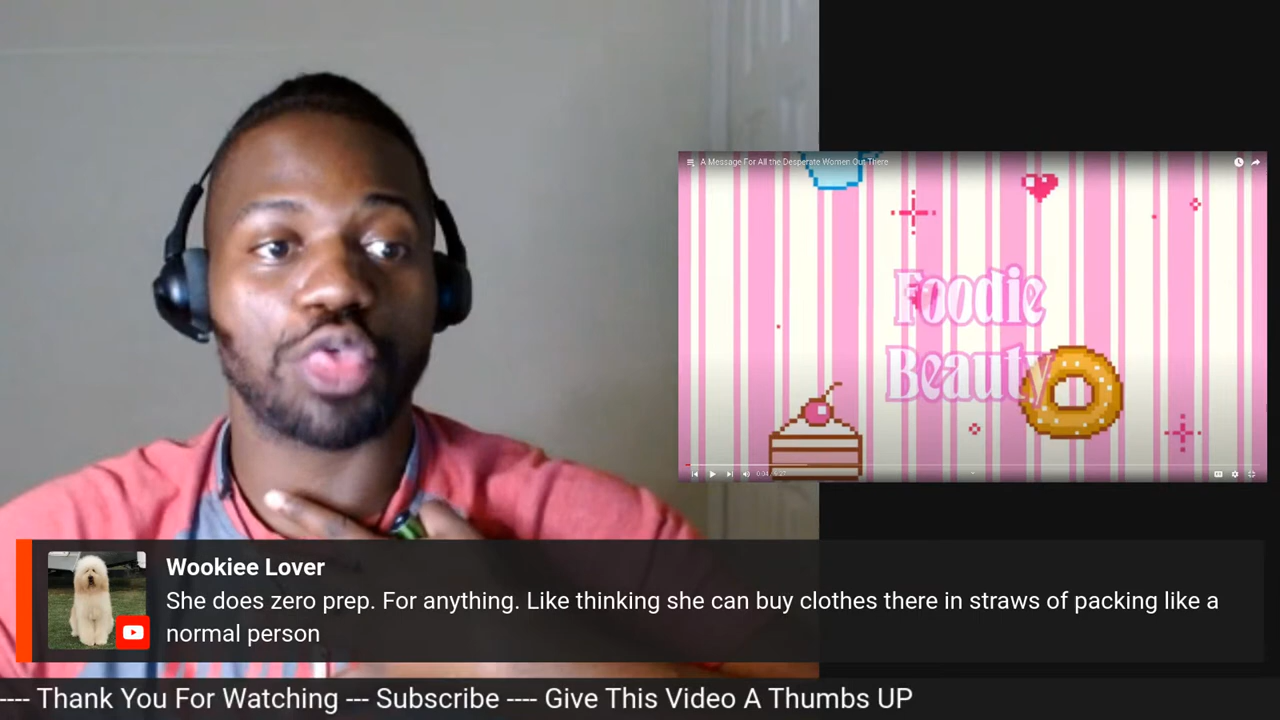 A Message For All the Desperate Women Out There
Foodie
Beauty
Wookiee Lover
She does zero prep. For anything. Like thinking she can buy clothes there in straws of packing like a
normal person
---- Thank You For Watching --- Subscribe ---- Give This Video A Thumbs UP